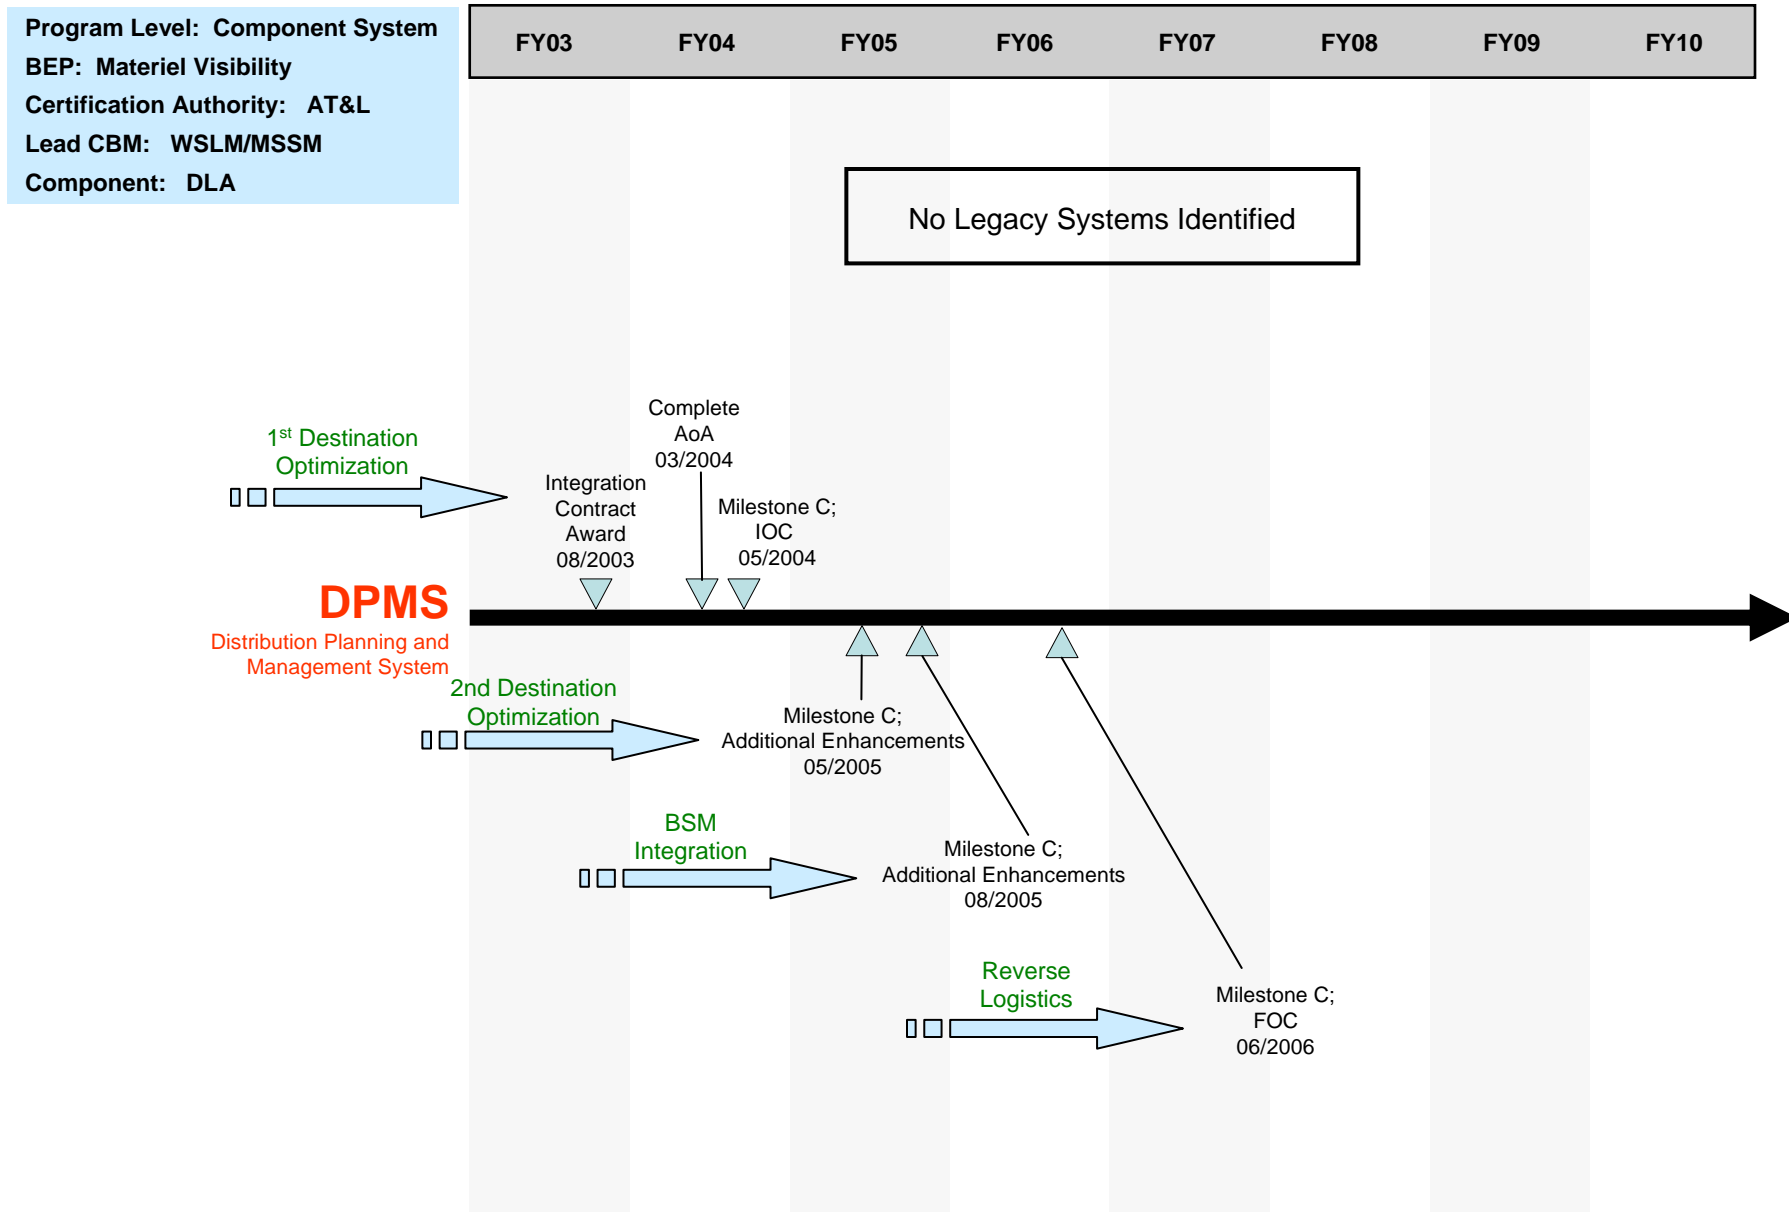 Program Level: Component System
BEP: Materiel Visibility
Certification Authority: AT&L
Lead CBM: WSLM/MSSM
Component: DLA
FY03 FY04 FY05 FY06 FY07 FY08 FY09 FY10
No Legacy Systems Identified
1st Destination
Optimization
Integration
Contract
Award
08/2003
Complete
AoA
03/2004
Milestone C;
IOC
05/2004
DPMS
Distribution Planning and
Management System
2nd Destination
Optimization
Milestone C;
Additional Enhancements
05/2005
BSM
Integration
Milestone C;
Additional Enhancements
08/2005
Reverse
Logistics
Milestone C;
FOC
06/2006